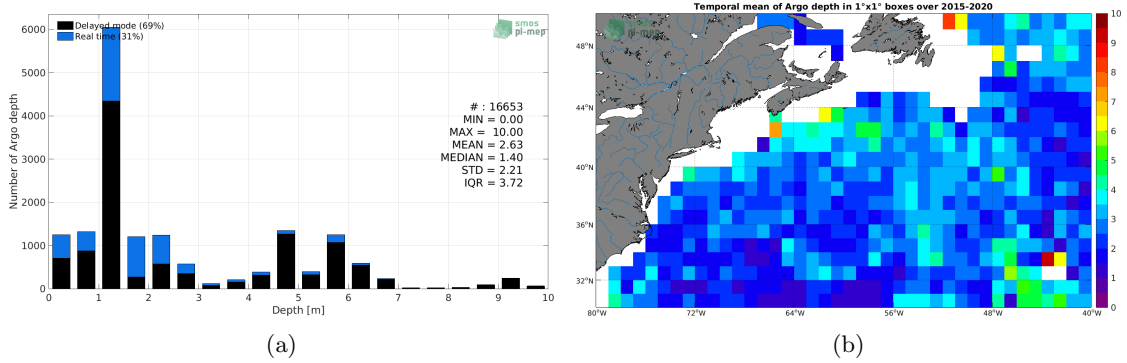 Delayed mode (69%)
Real time (31%)
smos
pi-mep
6000
5000
4000
3000
2000
1000
0
Number of Argo depth
# : 16653
MIN = 0.00
MAX = 10.00
MEAN = 2.63
MEDIAN = 1.40
STD = 2.21
IQR = 3.72
0 1 2 3 4 5 6 7 8 9 10
Depth [m]
(a)
Temporal mean of Argo depth in 1°x1° boxes over 2015-2020
smos
pi-mep
48°N
44°N
40°N
36°N
32°N
80°W 72°W 64°W 56°W 48°W 40°W
10
9
8
7
6
5
4
3
2
1
0
(b)